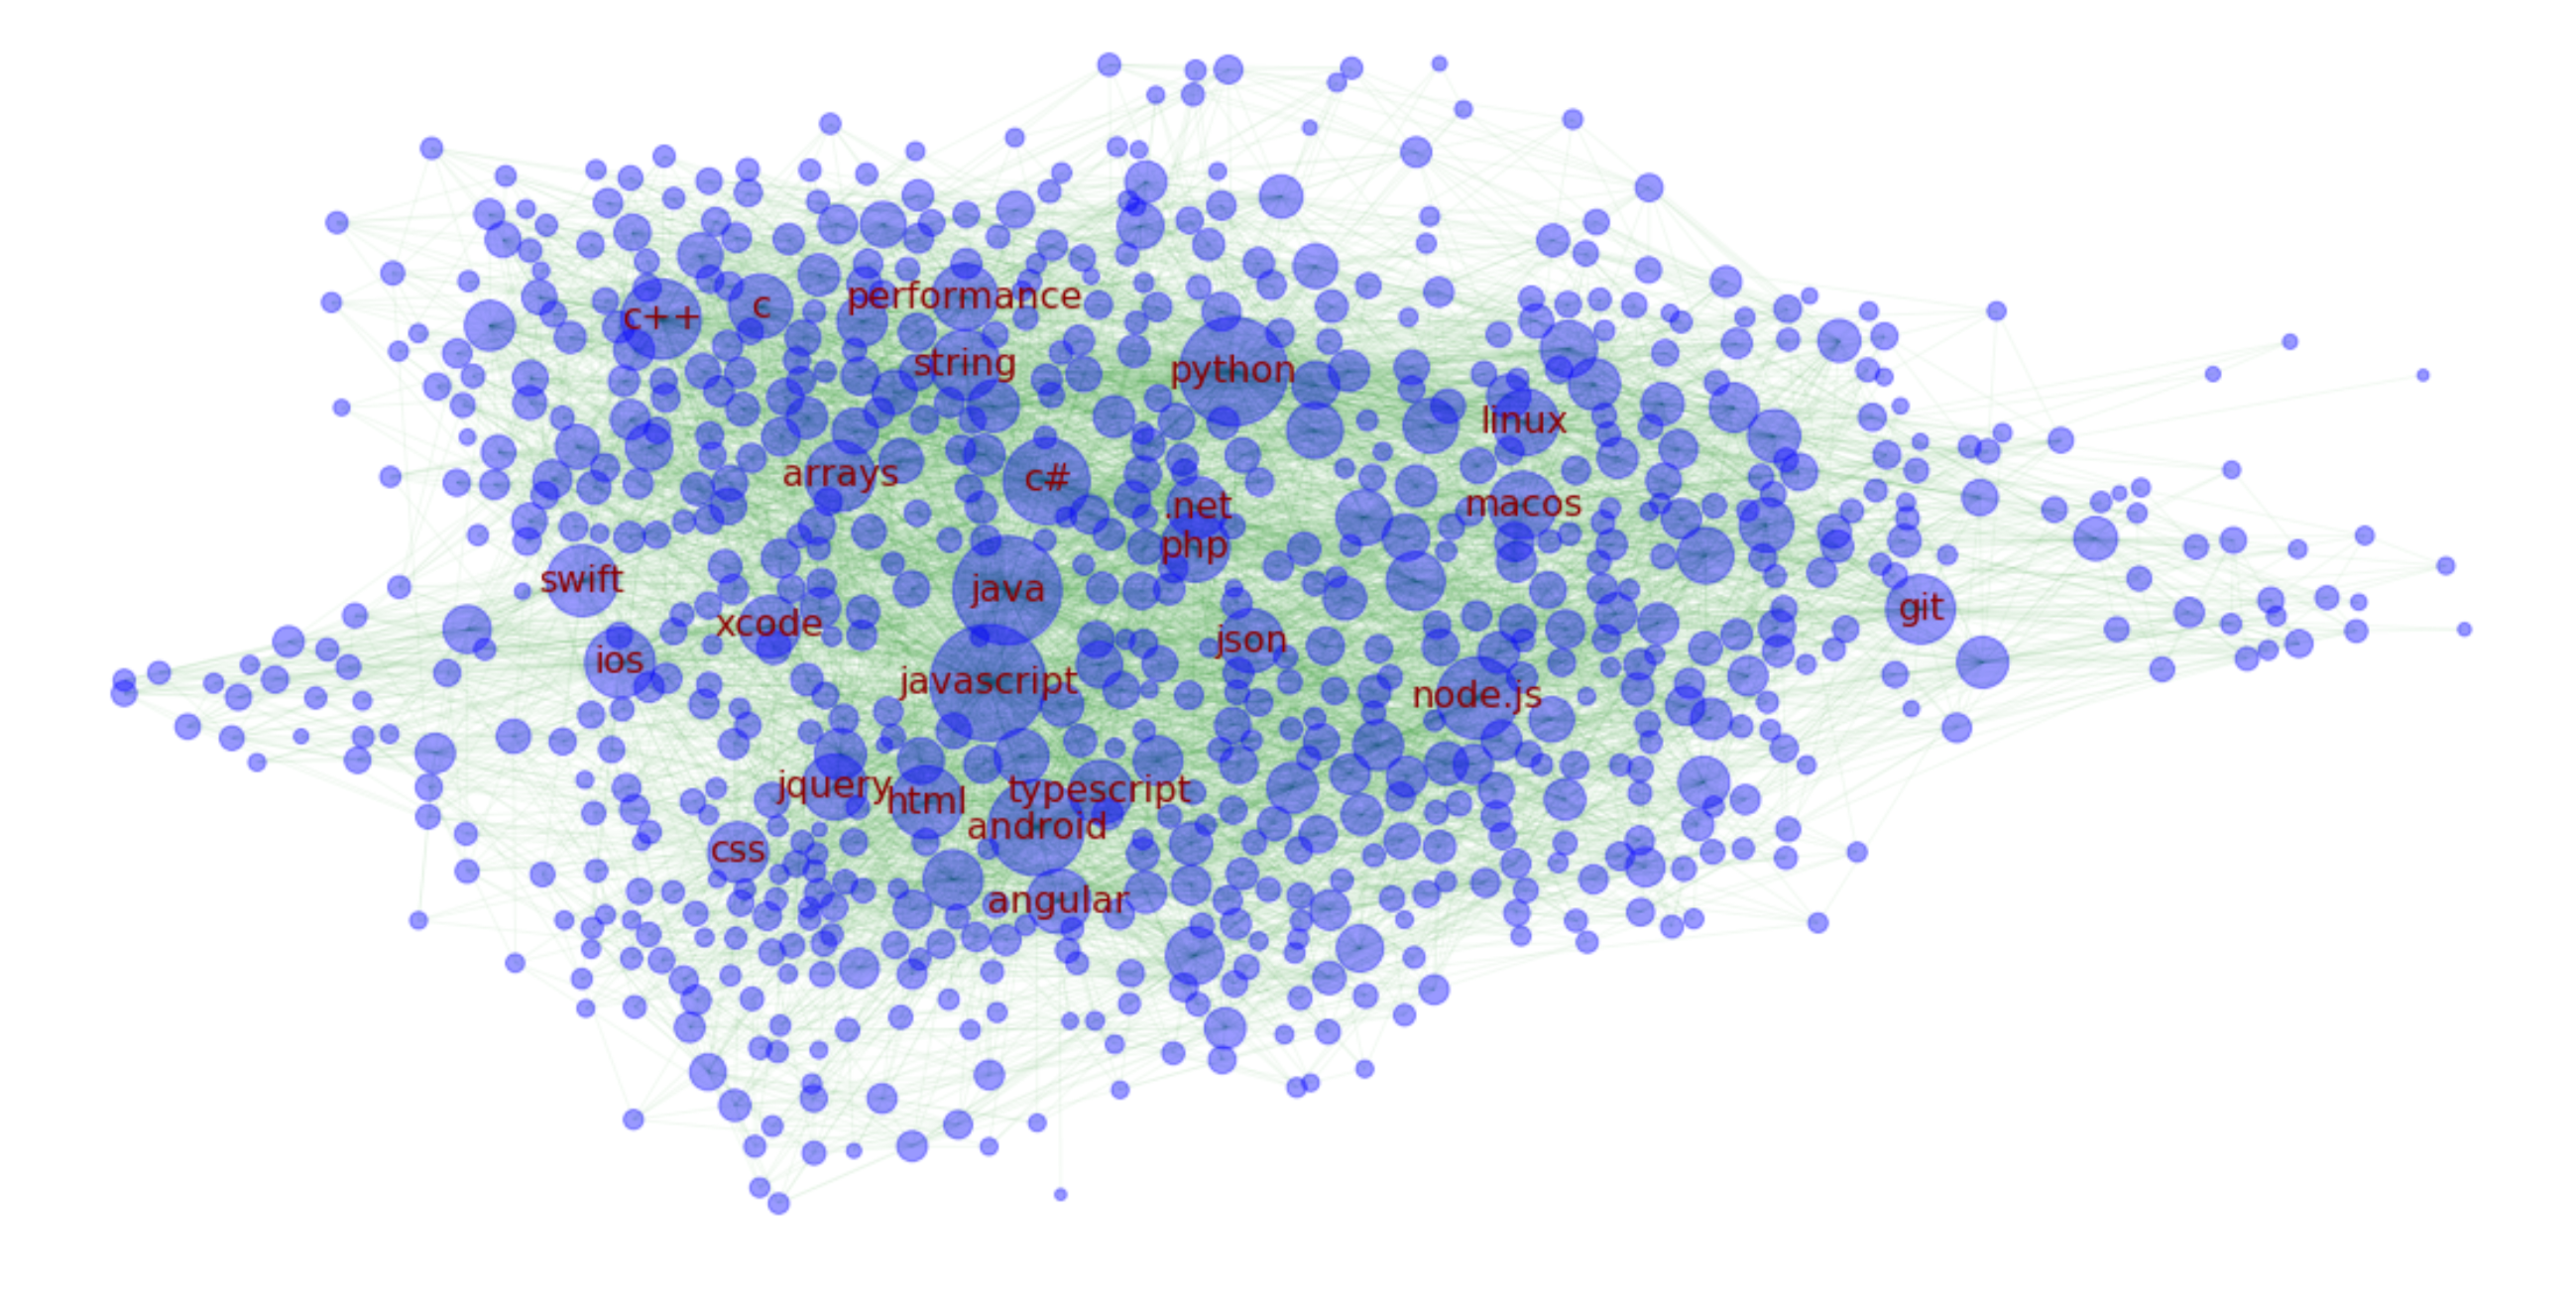 performance
c
c++
string
python
linux
arrays
c#
.net
macos
php
swift
java
git
xcode
json
ios
javascript
node.js
jquery
typescript
html
android
css
angular